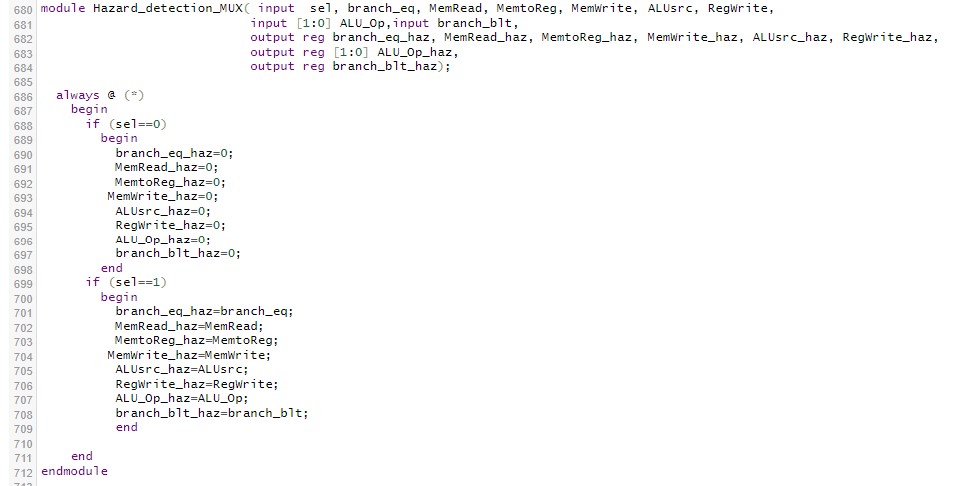 680 module Hazard_detection_MUX( input  sel, branch_eq, MemRead, MemtoReg, MemWrite, ALUsrc, RegWrite,
681                             input [1:0] ALU_Op,input branch_blt,
682                             output reg branch_eq_haz, MemRead_haz, MemtoReg_haz, MemWrite_haz, ALUsrc_haz, RegWrite_haz,
683                             output reg [1:0] ALU_Op_haz,
684                             output reg branch_blt_haz);
685
686   always @ (*)
687     begin
688       if (sel==0)
689         begin
690           branch_eq_haz=0;
691           MemRead_haz=0;
692           MemtoReg_haz=0;
693          MemWrite_haz=0;
694           ALUsrc_haz=0;
695           RegWrite_haz=0;
696           ALU_Op_haz=0;
697           branch_blt_haz=0;
698         end
699       if (sel==1)
700         begin
701           branch_eq_haz=branch_eq;
702           MemRead_haz=MemRead;
703           MemtoReg_haz=MemtoReg;
704          MemWrite_haz=MemWrite;
705           ALUsrc_haz=ALUsrc;
706           RegWrite_haz=RegWrite;
707           ALU_Op_haz=ALU_Op;
708           branch_blt_haz=branch_blt;
709           end
710
711     end
712 endmodule